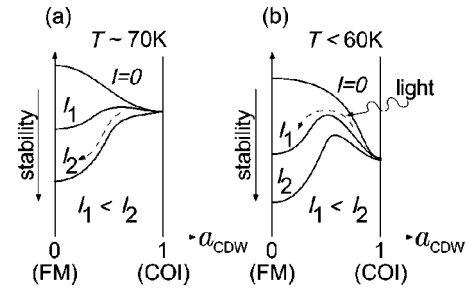 (a)
T ~ 70K
I=0
I1
I2
stability
I1 < I2
0
1
aCDW
(FM)
(COI)
(b)
T < 60K
I=0
light
I1
I2
stability
I1 < I2
0
1
aCDW
(FM)
(COI)